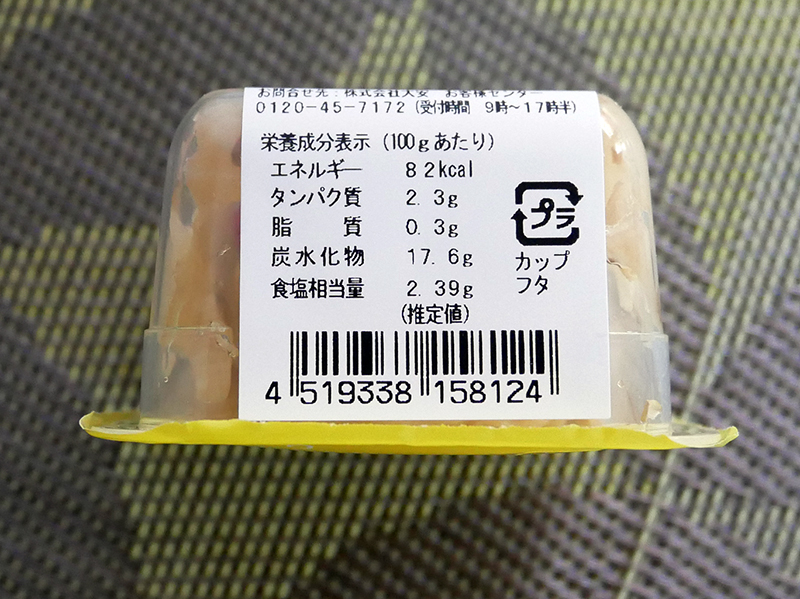 お問合せ先：株式会社大安　お客様センター
0120-45-7172（受付時間　9時～17時半）
栄養成分表示（100gあたり）
エネルギー　82kcal
タンパク質　2.3g
脂　　質　0.3g
炭水化物　17.6g
食塩相当量　2.39g
（推定値）
プラ
カップ
フタ
4 519338 158124